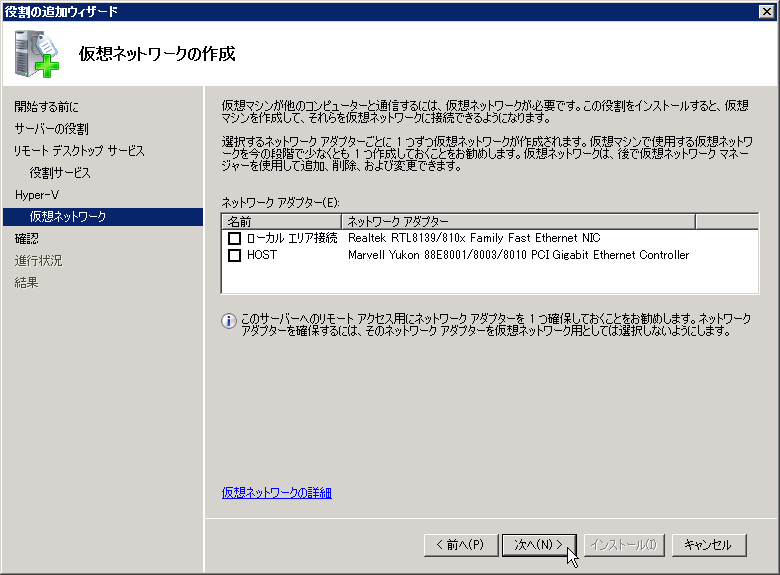 役割の追加ウィザード
仮想ネットワークの作成
開始する前に
サーバーの役割
リモート デスクトップ サービス
役割サービス
Hyper-V
仮想ネットワーク
確認
進行状況
結果
仮想マシンが他のコンピューターと通信するには、仮想ネットワークが必要です。この役割をインストールすると、仮想
マシンを作成して、それらを仮想ネットワークに接続できるようになります。
選択するネットワーク アダプターごとに 1 つずつ仮想ネットワークが作成されます。仮想マシンで使用する仮想ネットワ
ークを今の段階で少なくとも 1 つ作成しておくことをお勧めします。仮想ネットワークは、後で仮想ネットワーク マネー
ジャーを使用して追加、削除、および変更できます。
ネットワーク アダプター(E):
名前 ネットワーク アダプター
ローカル エリア接続 Realtek RTL8139/810x Family Fast Ethernet NIC
HOST Marvell Yukon 88E8001/8003/8010 PCI Gigabit Ethernet Controller
このサーバーへのリモート アクセス用にネットワーク アダプターを 1 つ確保しておくことをお勧めします。ネットワーク
アダプターを確保するには、そのネットワーク アダプターを仮想ネットワーク用としては選択しないようにします。
仮想ネットワークの詳細
< 前へ(P) 次へ(N) > インストール(I) キャンセル